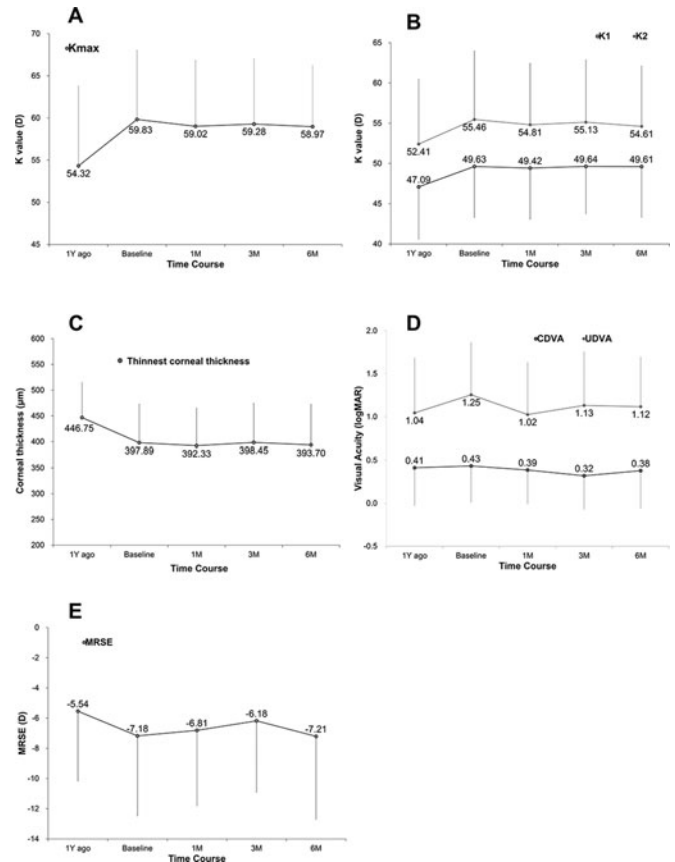 A
Kmax
70
65
60
55
50
45
K value (D)
54.32
59.83
59.02
59.28
58.97
1Y ago
Baseline
1M
3M
6M
Time Course
B
K1 K2
65
60
55
50
45
40
K value (D)
52.41
55.46
54.81
55.13
54.61
47.09
49.63
49.42
49.64
49.61
1Y ago
Baseline
1M
3M
6M
Time Course
C
Thinnest corneal thickness
600
550
500
450
400
350
300
250
200
Corneal thickness (μm)
446.75
397.89
392.33
398.45
393.70
1Y ago
Baseline
1M
3M
6M
Time Course
D
CDVA UDVA
2.0
1.5
1.0
0.5
0.0
-0.5
Visual Acuity (logMAR)
1.04
1.25
1.02
1.13
1.12
0.41
0.43
0.39
0.32
0.38
1Y ago
Baseline
1M
3M
6M
Time Course
E
MRSE
0
-2
-4
-6
-8
-10
-12
-14
MRSE (D)
-5.54
-7.18
-6.81
-6.18
-7.21
1Y ago
Baseline
1M
3M
6M
Time Course